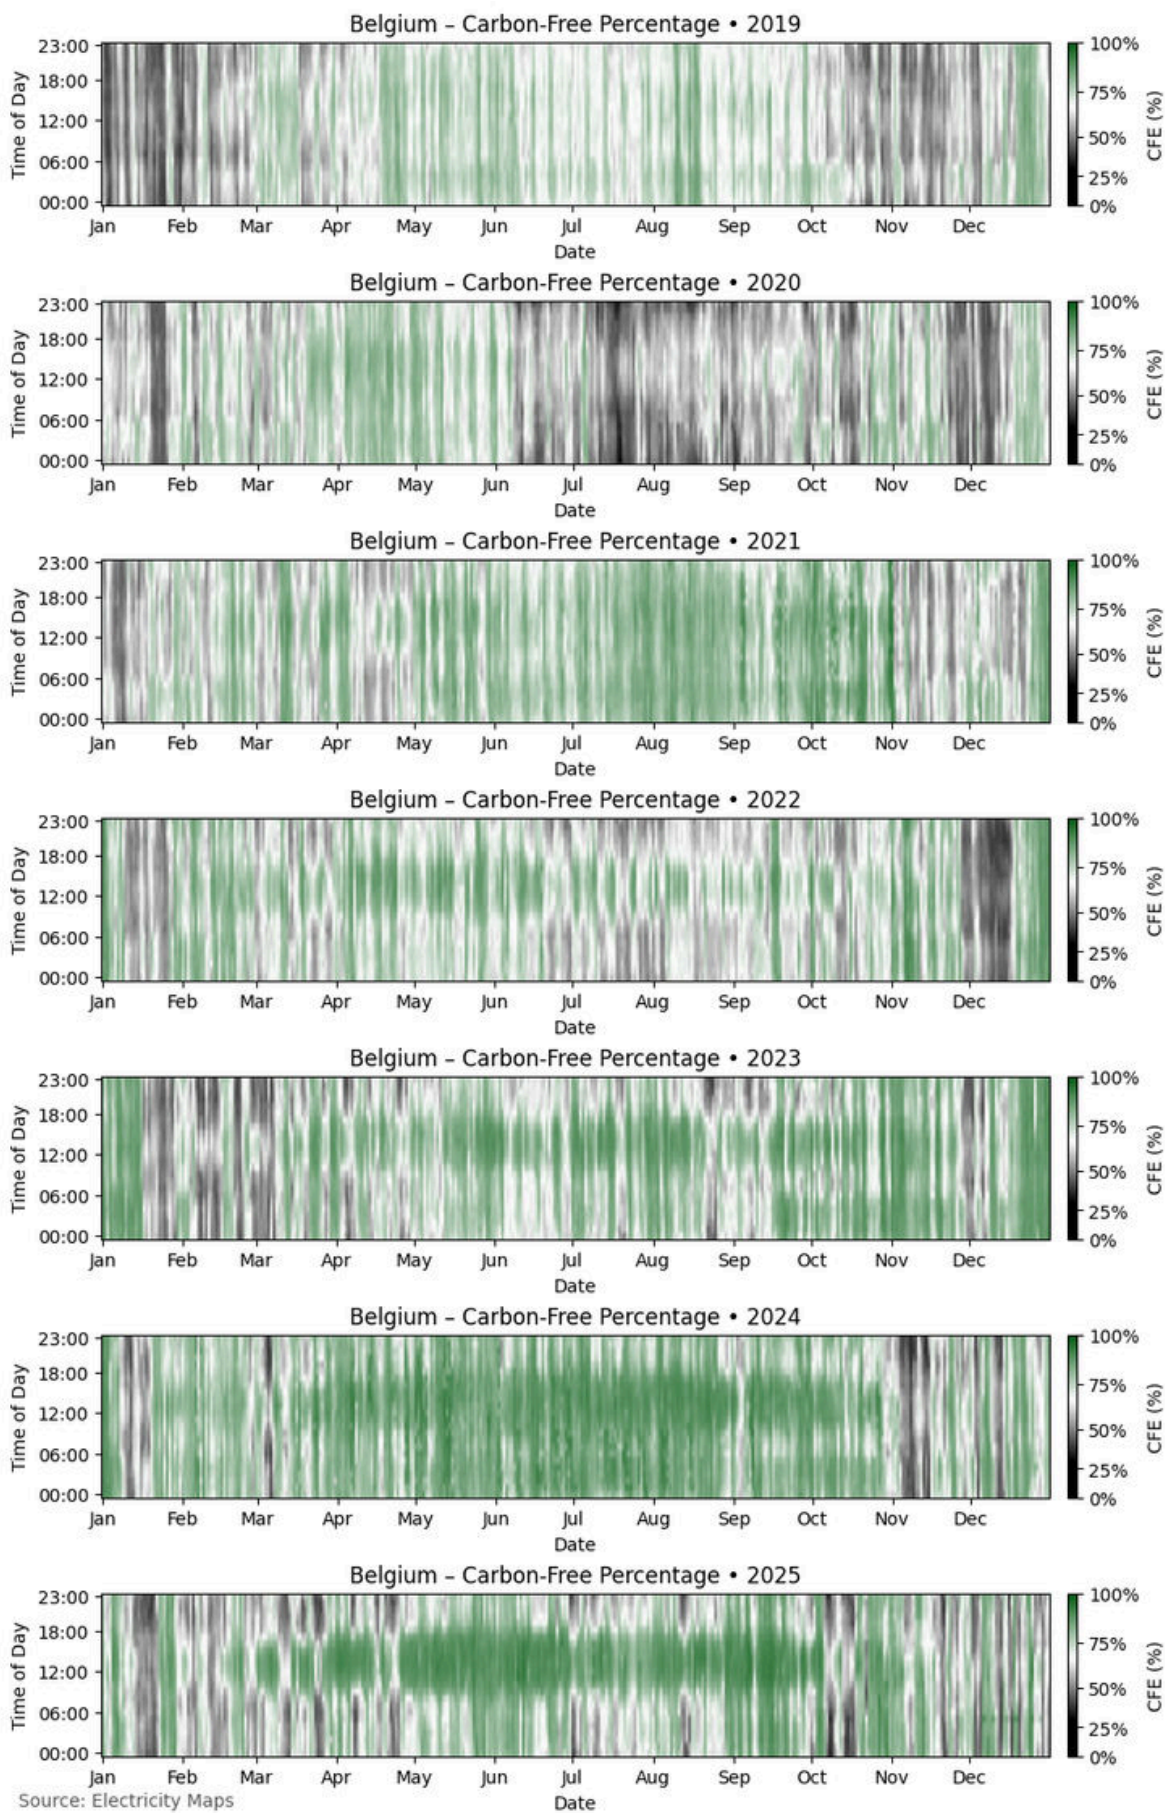 Belgium – Carbon-Free Percentage • 2019
23:00
18:00
12:00
06:00
00:00
Time of Day
Jan Feb Mar Apr May Jun Jul Aug Sep Oct Nov Dec
Date
100%
75%
50%
25%
0%
CFE (%)
Belgium – Carbon-Free Percentage • 2020
23:00
18:00
12:00
06:00
00:00
Time of Day
Jan Feb Mar Apr May Jun Jul Aug Sep Oct Nov Dec
Date
100%
75%
50%
25%
0%
CFE (%)
Belgium – Carbon-Free Percentage • 2021
23:00
18:00
12:00
06:00
00:00
Time of Day
Jan Feb Mar Apr May Jun Jul Aug Sep Oct Nov Dec
Date
100%
75%
50%
25%
0%
CFE (%)
Belgium – Carbon-Free Percentage • 2022
23:00
18:00
12:00
06:00
00:00
Time of Day
Jan Feb Mar Apr May Jun Jul Aug Sep Oct Nov Dec
Date
100%
75%
50%
25%
0%
CFE (%)
Belgium – Carbon-Free Percentage • 2023
23:00
18:00
12:00
06:00
00:00
Time of Day
Jan Feb Mar Apr May Jun Jul Aug Sep Oct Nov Dec
Date
100%
75%
50%
25%
0%
CFE (%)
Belgium – Carbon-Free Percentage • 2024
23:00
18:00
12:00
06:00
00:00
Time of Day
Jan Feb Mar Apr May Jun Jul Aug Sep Oct Nov Dec
Date
100%
75%
50%
25%
0%
CFE (%)
Belgium – Carbon-Free Percentage • 2025
23:00
18:00
12:00
06:00
00:00
Time of Day
Jan Feb Mar Apr May Jun Jul Aug Sep Oct Nov Dec
Date
100%
75%
50%
25%
0%
CFE (%)
Source: Electricity Maps